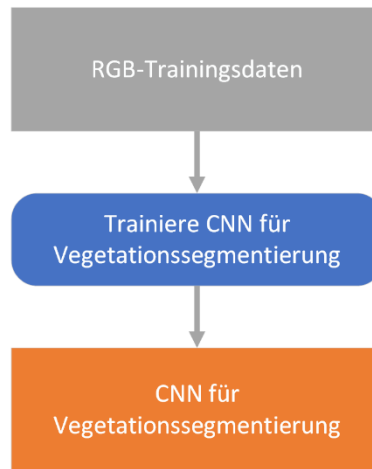 RGB-Trainingsdaten
Trainiere CNN für
Vegetationssegmentierung
CNN für
Vegetationssegmentierung